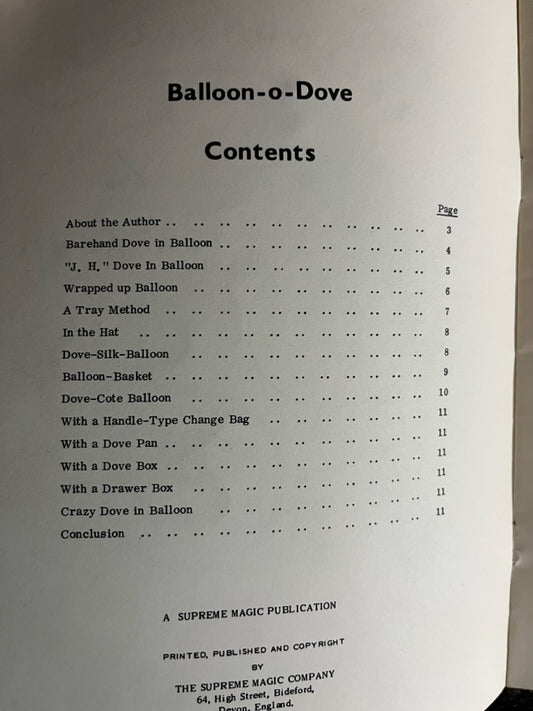 Balloon-o-Dove
Contents
Page
About the Author .. .. .. .. .. .. .. .. .. .. .. 3
Barehand Dove in Balloon .. .. .. .. .. .. .. .. .. 4
"J. H." Dove In Balloon .. .. .. .. .. .. .. .. .. 5
Wrapped up Balloon .. .. .. .. .. .. .. .. .. .. 6
A Tray Method .. .. .. .. .. .. .. .. .. .. .. 7
In the Hat .. .. .. .. .. .. .. .. .. .. .. .. 8
Dove-Silk-Balloon .. .. .. .. .. .. .. .. .. .. 8
Balloon-Basket .. .. .. .. .. .. .. .. .. .. .. 9
Dove-Cote Balloon .. .. .. .. .. .. .. .. .. .. 10
With a Handle-Type Change Bag .. .. .. .. .. .. .. 11
With a Dove Pan .. .. .. .. .. .. .. .. .. .. .. 11
With a Dove Box .. .. .. .. .. .. .. .. .. .. .. 11
With a Drawer Box .. .. .. .. .. .. .. .. .. .. 11
Crazy Dove in Balloon .. .. .. .. .. .. .. .. .. 11
Conclusion .. .. .. .. .. .. .. .. .. .. .. .. 11
A SUPREME MAGIC PUBLICATION
PRINTED, PUBLISHED AND COPYRIGHT
BY
THE SUPREME MAGIC COMPANY
64, High Street, Bideford,
Devon, England.